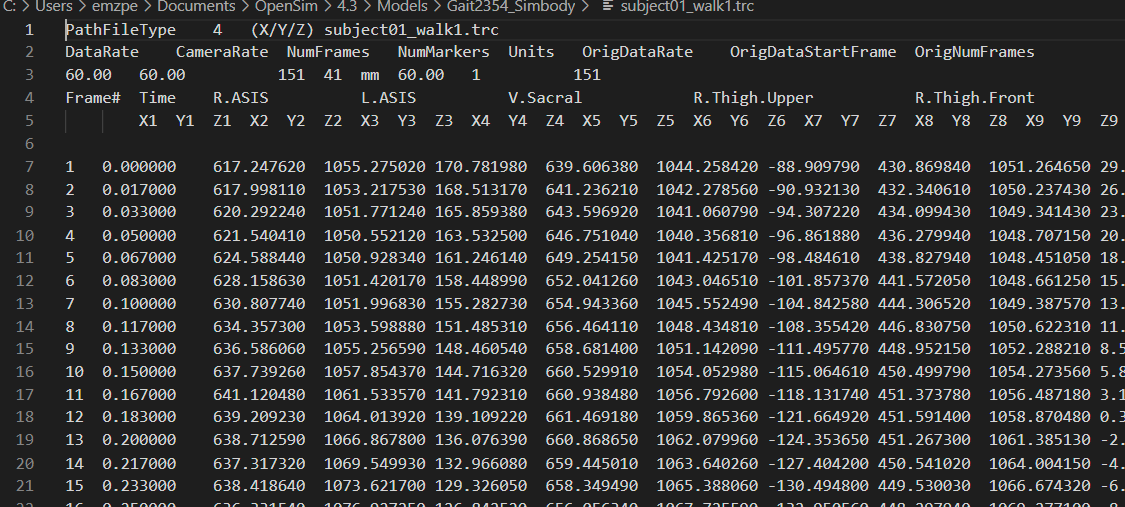 C: > Users > emzpe > Documents > OpenSim > 4.3 > Models > Gait2354_Simbody > subject01_walk1.trc
1 PathFileType 4 (X/Y/Z) subject01_walk1.trc
2 DataRate CameraRate NumFrames NumMarkers Units OrigDataRate OrigDataStartFrame OrigNumFrames
3 60.00 60.00 151 41 mm 60.00 1 151
4 Frame# Time R.ASIS L.ASIS V.Sacral R.Thigh.Upper R.Thigh.Front
5 X1 Y1 Z1 X2 Y2 Z2 X3 Y3 Z3 X4 Y4 Z4 X5 Y5 Z5 X6 Y6 Z6 X7 Y7 Z7 X8 Y8 Z8 X9 Y9 Z9
6
7 1 0.000000 617.247620 1055.275020 170.781980 639.606380 1044.258420 -88.909790 430.869840 1051.264650 29.
8 2 0.017000 617.998110 1053.217530 168.513170 641.236210 1042.278560 -90.932130 432.340610 1050.237430 26.
9 3 0.033000 620.292240 1051.771240 165.859380 643.596920 1041.060790 -94.307220 434.099430 1049.341430 23.
10 4 0.050000 621.540410 1050.552120 163.532500 646.751040 1040.356810 -96.861880 436.279940 1048.707150 20.
11 5 0.067000 624.588440 1050.928340 161.246140 649.254150 1041.425170 -98.484610 438.827940 1048.451050 18.
12 6 0.083000 628.158630 1051.420170 158.448990 652.041260 1043.046510 -101.857370 441.572050 1048.661250 15.
13 7 0.100000 630.807740 1051.996830 155.282730 654.943360 1045.552490 -104.842580 444.306520 1049.387570 13.
14 8 0.117000 634.357300 1053.598880 151.485310 656.464110 1048.434810 -108.355420 446.830750 1050.622310 11.
15 9 0.133000 636.586060 1055.256590 148.460540 658.681400 1051.142090 -111.495770 448.952150 1052.288210 8.5
16 10 0.150000 637.739260 1057.854370 144.716320 660.529910 1054.052980 -115.064610 450.499790 1054.273560 5.8
17 11 0.167000 641.120480 1061.533570 141.792310 660.938480 1056.792600 -118.131740 451.373780 1056.487180 3.1
18 12 0.183000 639.209230 1064.013920 139.109220 661.469180 1059.865360 -121.664920 451.591400 1058.870480 0.3
19 13 0.200000 638.712590 1066.867800 136.076390 660.868650 1062.079960 -124.353650 451.267300 1061.385130 -2.
20 14 0.217000 637.317320 1069.549930 132.966080 659.445010 1063.640260 -127.404200 450.541020 1064.004150 -4.
21 15 0.233000 638.418640 1073.621700 129.326050 658.349490 1065.388060 -130.494800 449.530030 1066.674320 -6.